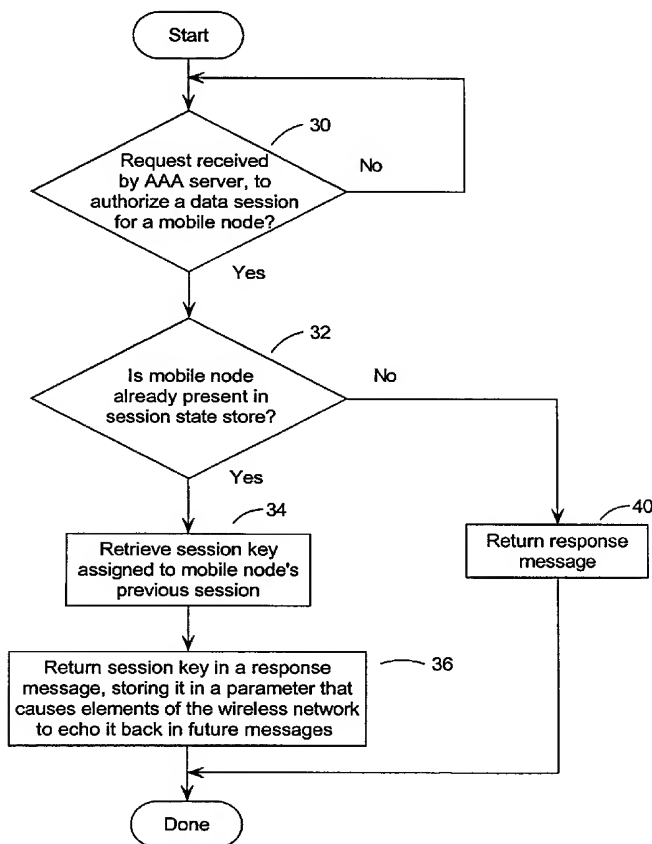 Start
30
Request received
by AAA server, to
authorize a data session
for a mobile node?
No
Yes
32
Is mobile node
already present in
session state store?
No
Yes
34
Retrieve session key
assigned to mobile node's
previous session
40
Return response
message
Return session key in a response
message, storing it in a parameter that
causes elements of the wireless network
to echo it back in future messages
36
Done